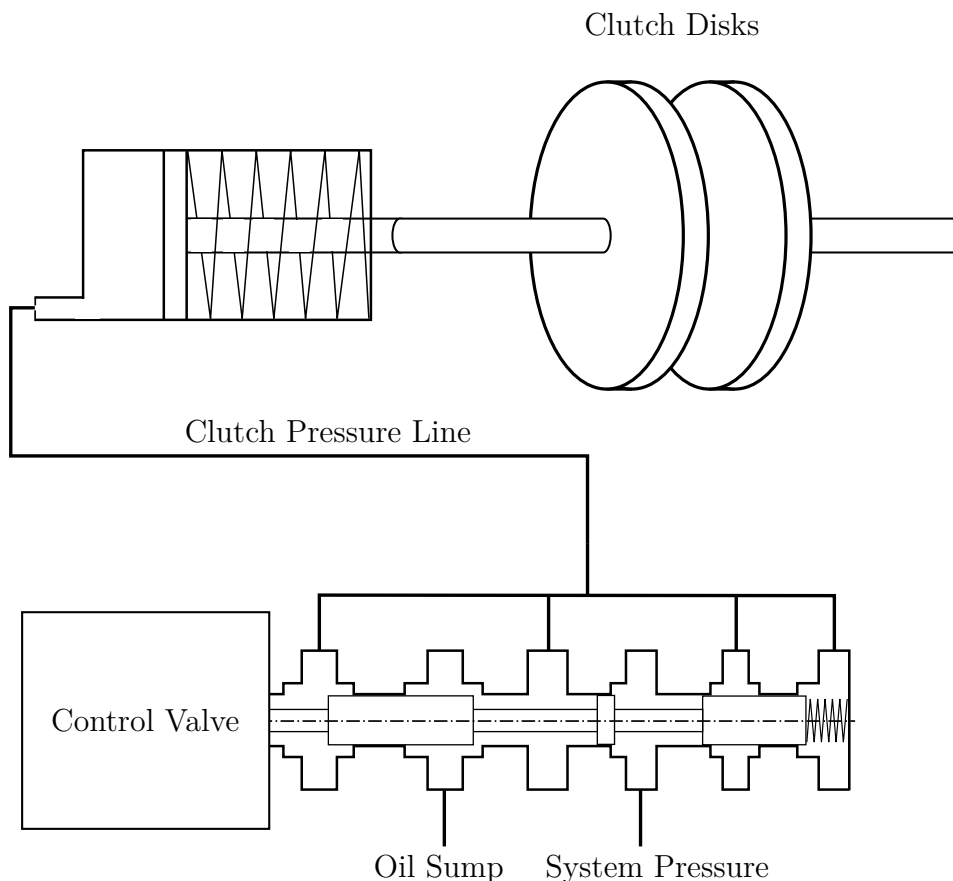 Clutch Disks
Clutch Pressure Line
Control Valve
Oil Sump
System Pressure